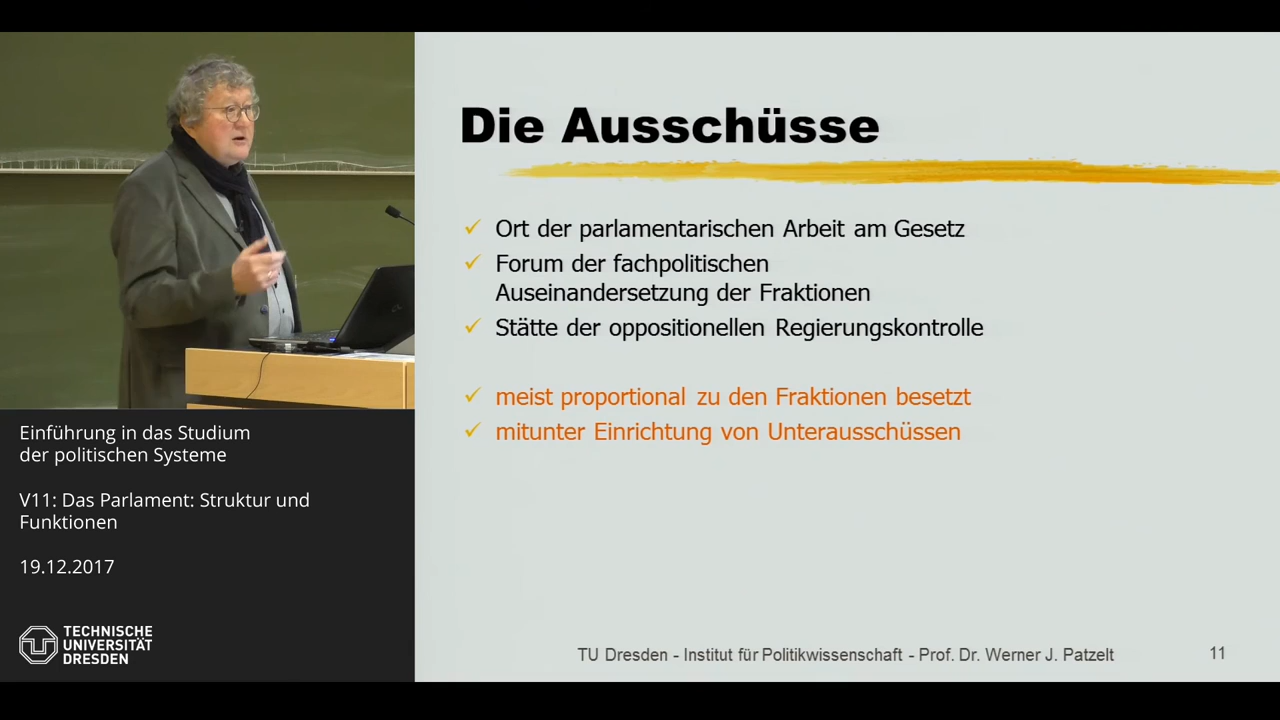 Die Ausschüsse
✓ Ort der parlamentarischen Arbeit am Gesetz
✓ Forum der fachpolitischen
Auseinandersetzung der Fraktionen
✓ Stätte der oppositionellen Regierungskontrolle
✓ meist proportional zu den Fraktionen besetzt
✓ mitunter Einrichtung von Unterausschüssen
TU Dresden - Institut für Politikwissenschaft - Prof. Dr. Werner J. Patzelt
11
Einführung in das Studium
der politischen Systeme
V11: Das Parlament: Struktur und
Funktionen
19.12.2017
TECHNISCHE
UNIVERSITÄT
DRESDEN